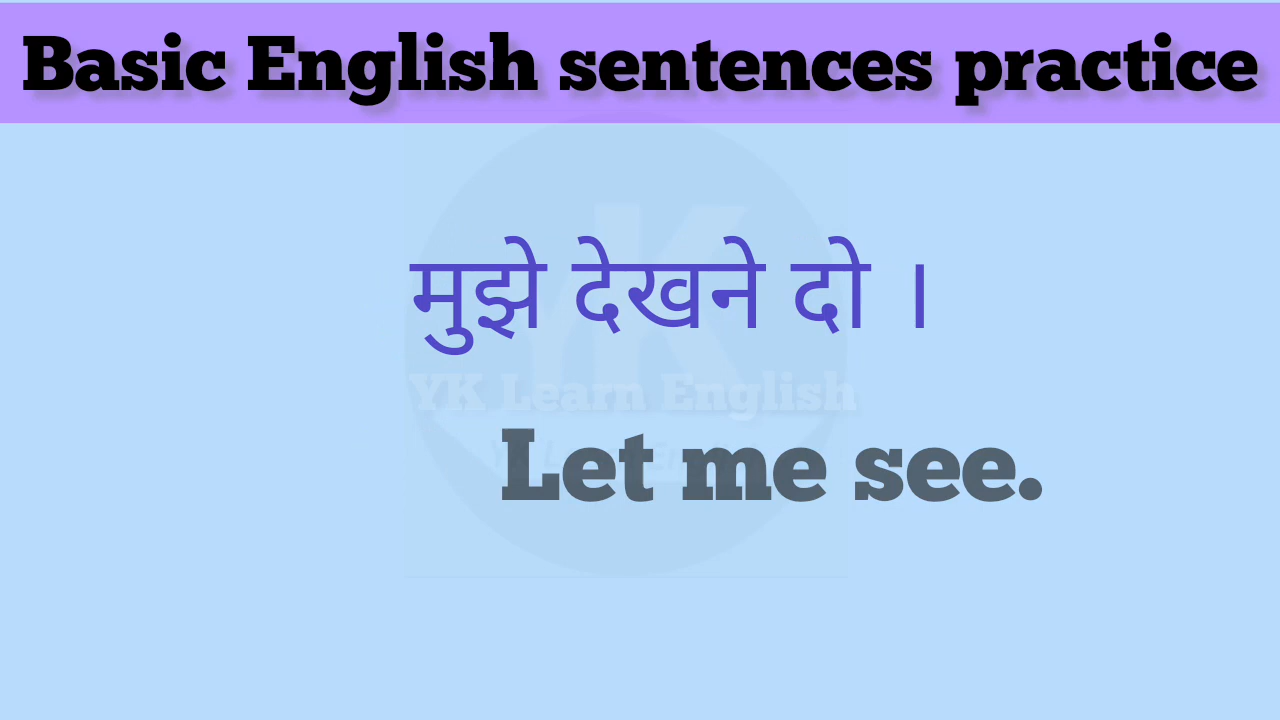 Basic English sentences practice
मुझे देखने दो ।
YK Learn English
Let me see.